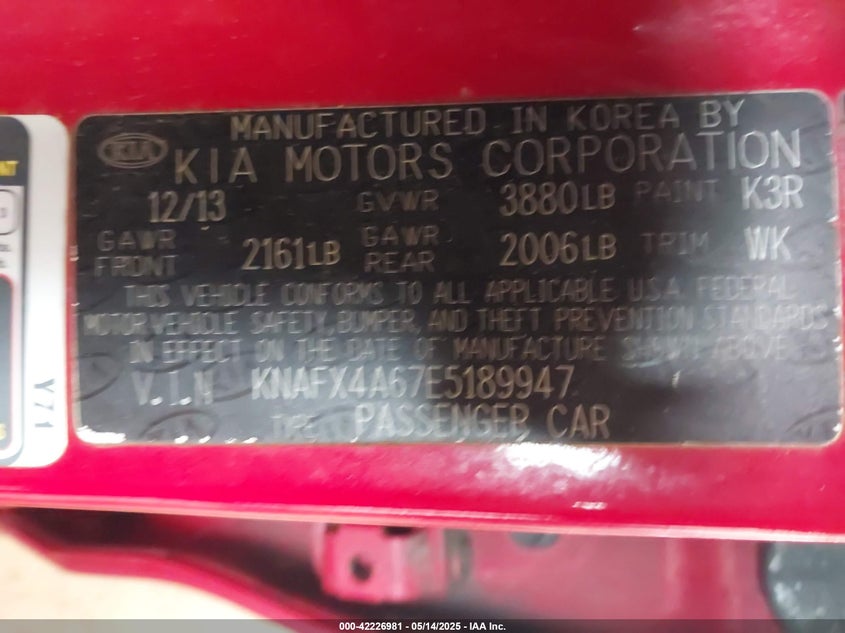 MANUFACTURED IN KOREA BY
KIA KIA MOTORS CORPORATION
12/13 GVWR 3880LB PAINT K3R
GAWR FRONT 2161LB GAWR REAR 2006LB TRIM WK
THIS VEHICLE CONFORMS TO ALL APPLICABLE U.S.A. FEDERAL
MOTOR VEHICLE SAFETY, BUMPER, AND THEFT PREVENTION STANDARDS
IN EFFECT ON THE DATE OF MANUFACTURE SHOWN ABOVE
V.I.N KNAFX4A67E5189947
TYPE PASSENGER CAR
Y71
000-42226981 - 05/14/2025 - IAA Inc.